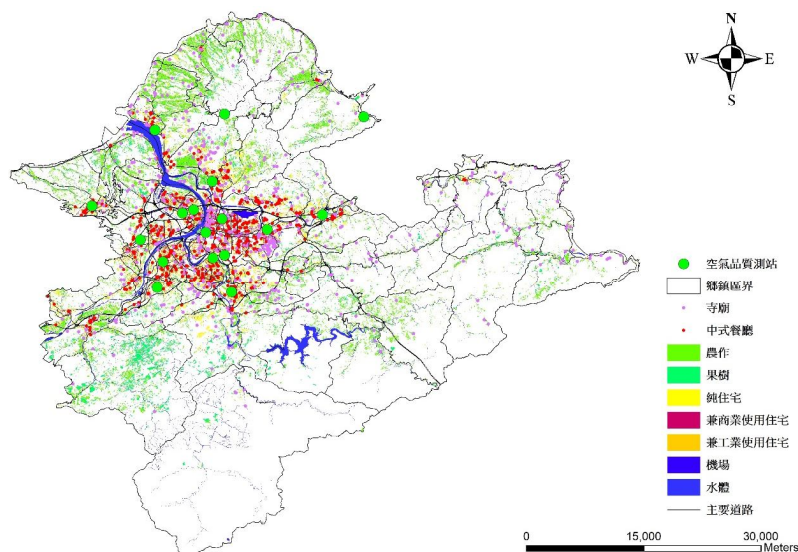 N
W E
S
空氣品質測站
鄉鎮區界
寺廟
中式餐廳
農作
果樹
純住宅
兼商業使用住宅
兼工業使用住宅
機場
水體
主要道路
0 15,000 30,000
Meters